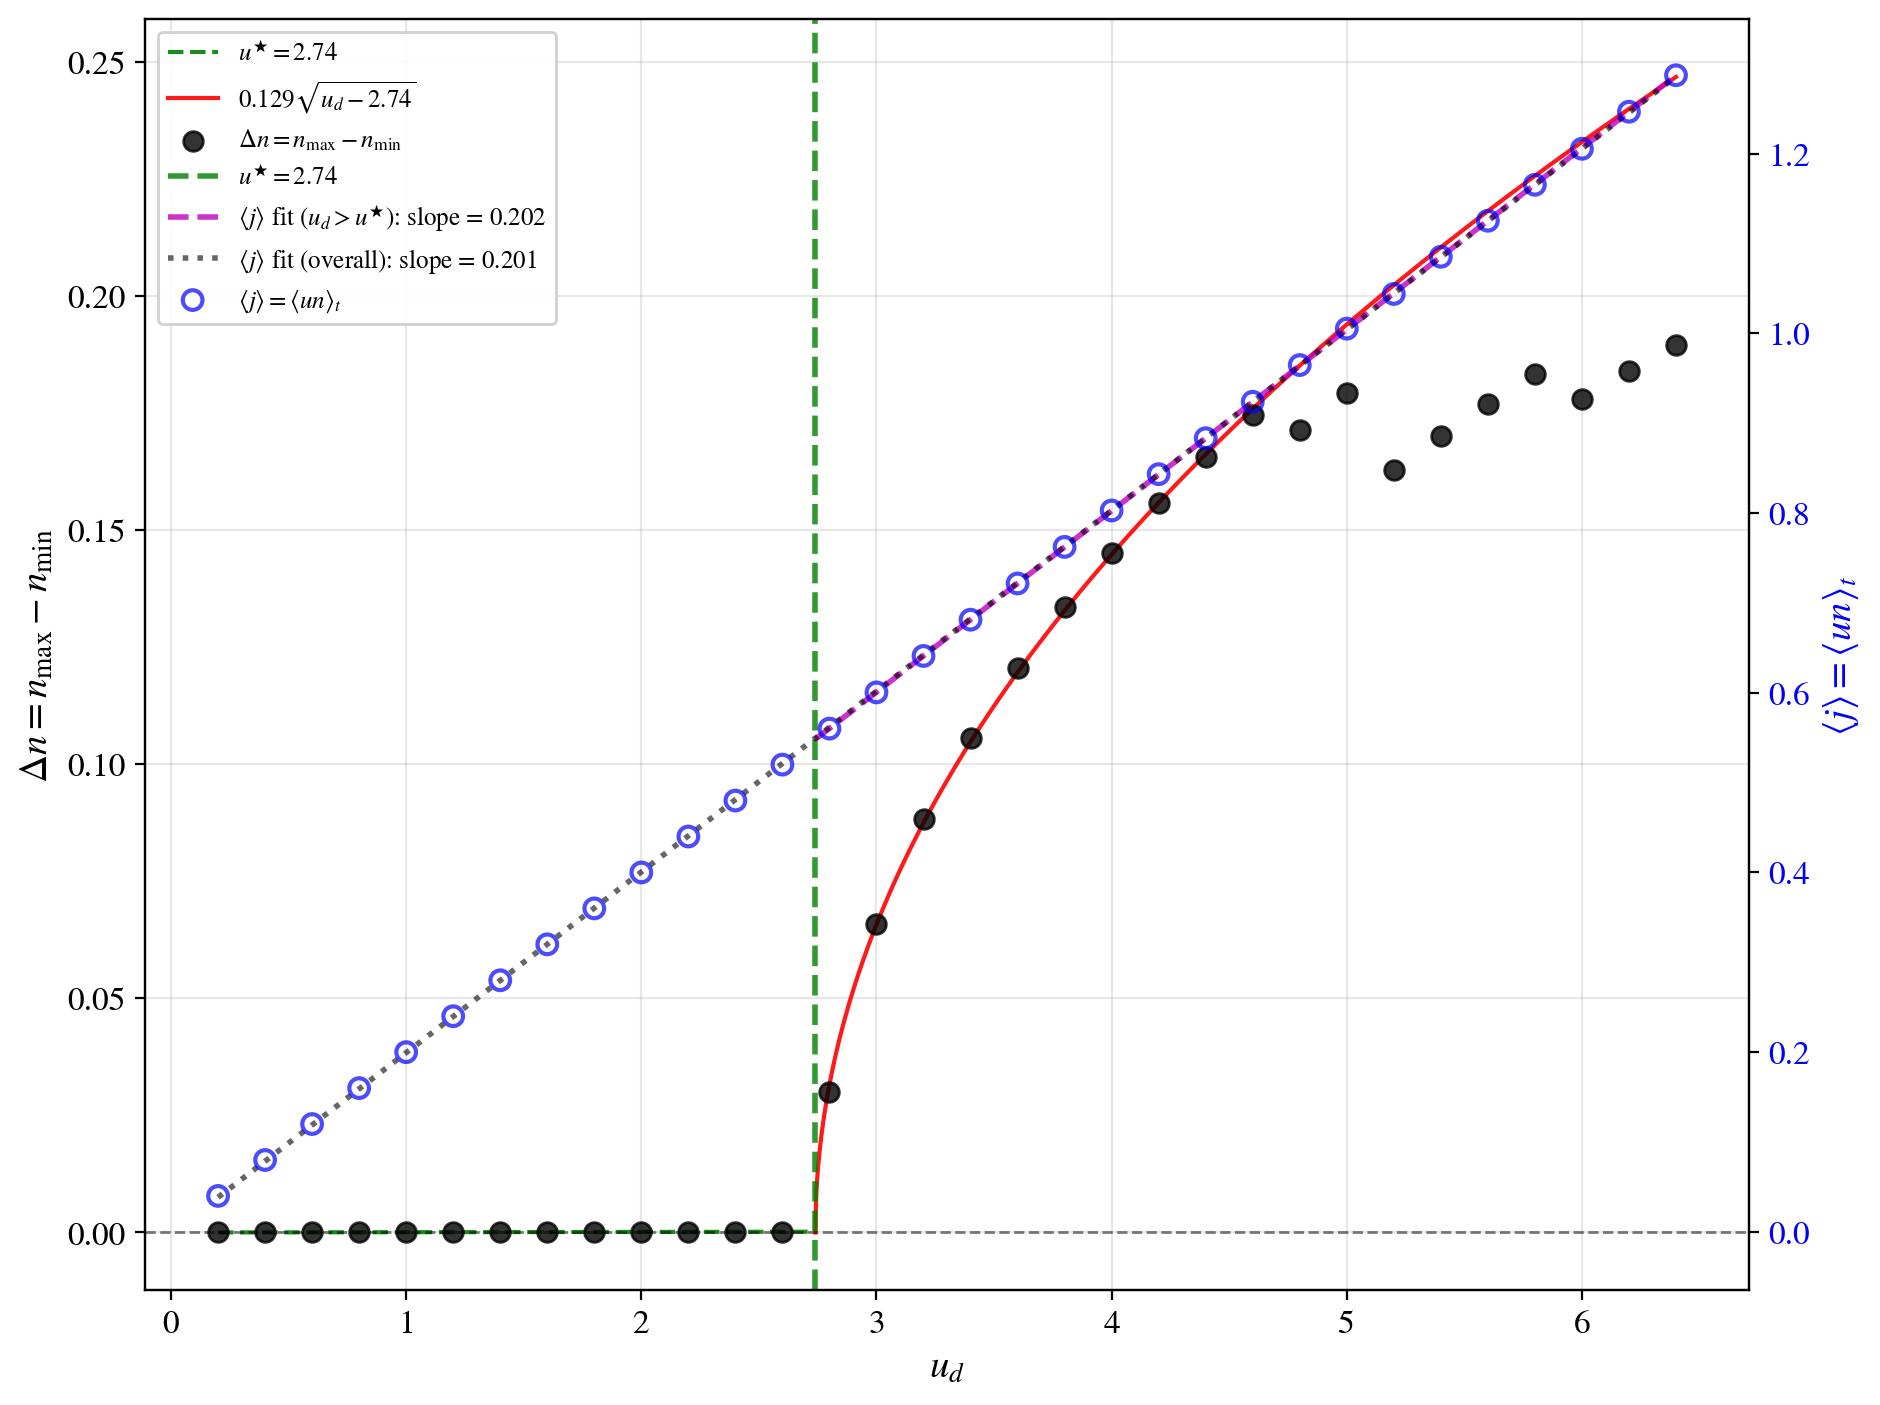 u★ = 2.74
0.129√(u_d − 2.74)
Δn = n_max − n_min
u★ = 2.74
⟨j⟩ fit (u_d > u★): slope = 0.202
⟨j⟩ fit (overall): slope = 0.201
⟨j⟩ = ⟨un⟩_t
0.25
0.20
0.15
0.10
0.05
0.00
Δn = n_max − n_min
0 1 2 3 4 5 6
u_d
1.2
1.0
0.8
0.6
0.4
0.2
0.0
⟨j⟩ = ⟨un⟩_t